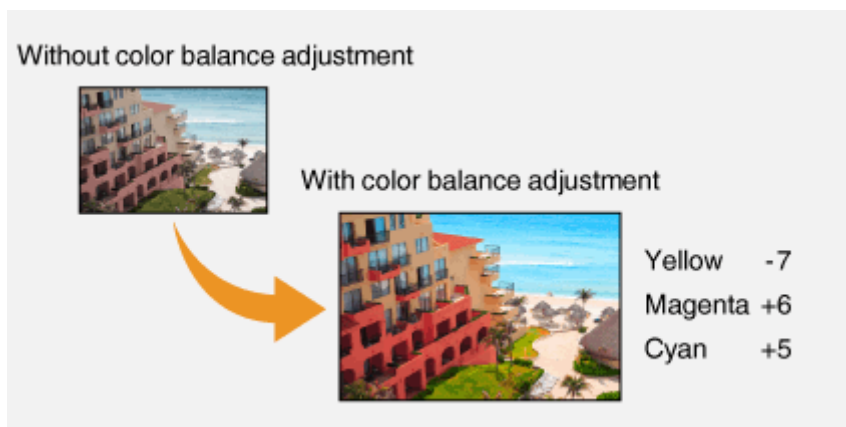 Without color balance adjustment
With color balance adjustment
Yellow -7
Magenta +6
Cyan +5